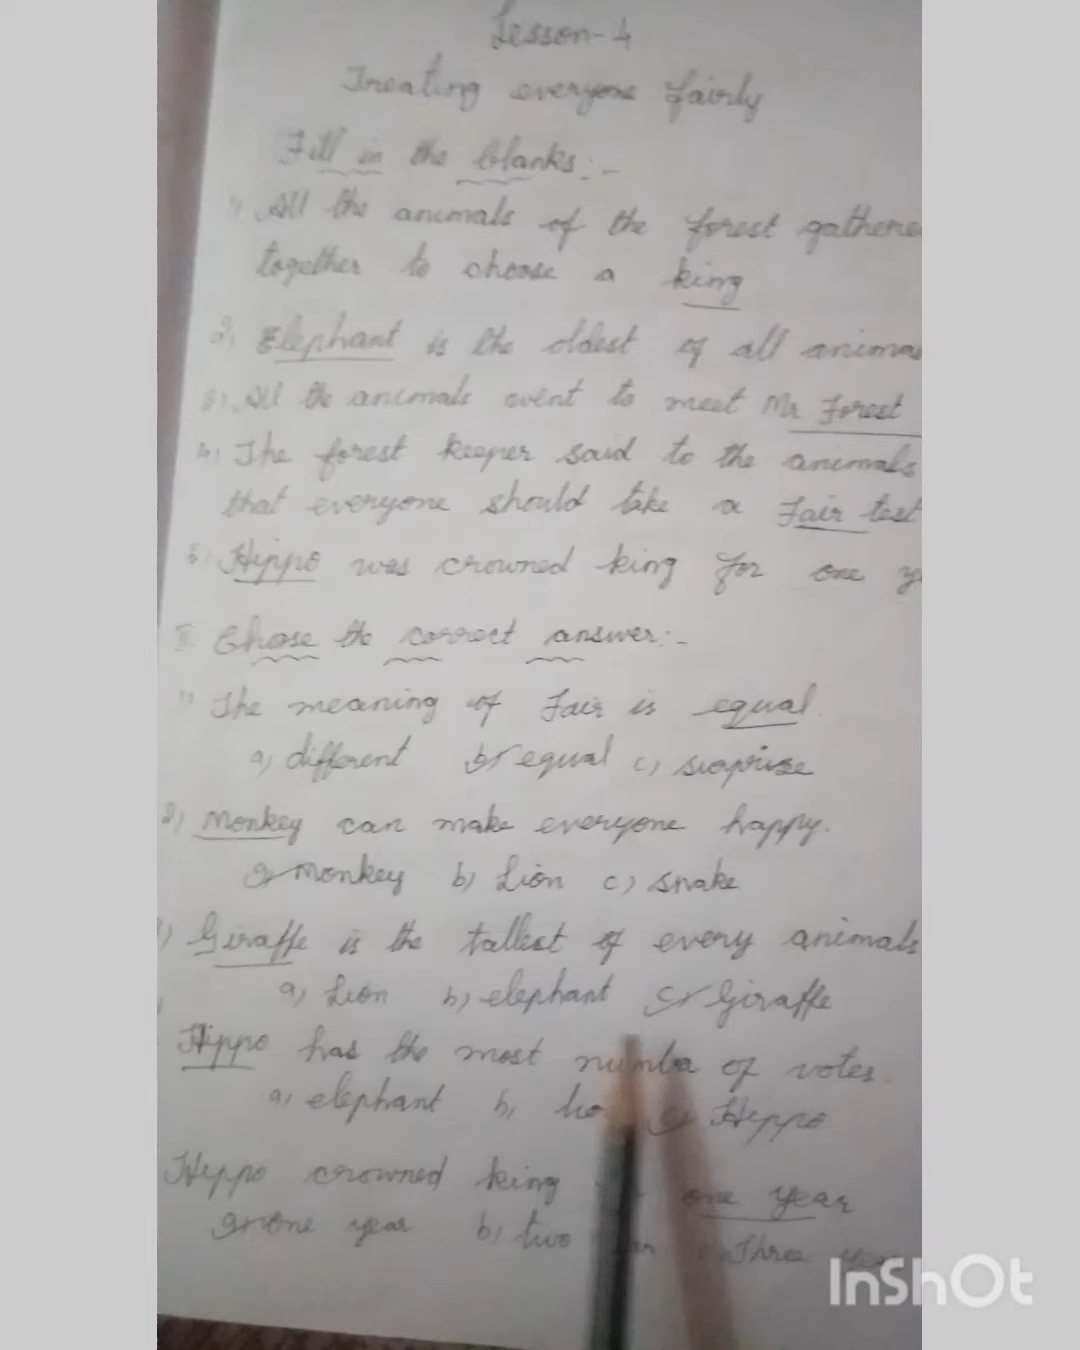 Lesson-4
Treating everyone fairly
Fill in the blanks:-
1) All the animals of the forest gathere
together to choose a king
2) Elephant is the oldest of all anima
3) All the animals went to meet Mr Forest
4) The forest keeper said to the animals
that everyone should take a Fair test
5) Hippo was crowned king for one y
II Choose the correct answer:-
1) The meaning of Fair is equal.
a) different b) equal c) surprise
2) Monkey can make everyone happy.
a) Monkey b) Lion c) snake
) Giraffe is the tallest of every animals
a) Lion b) elephant c) Giraffe
Hippo has the most numba of votes.
a) elephant b) Lio c) Hippo
Hippo crowned king one year
a) one year b) two Three
InShOt